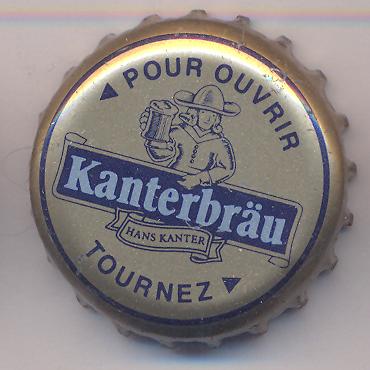 POUR OUVRIR
Kanterbräu
HANS KANTER
TOURNEZ